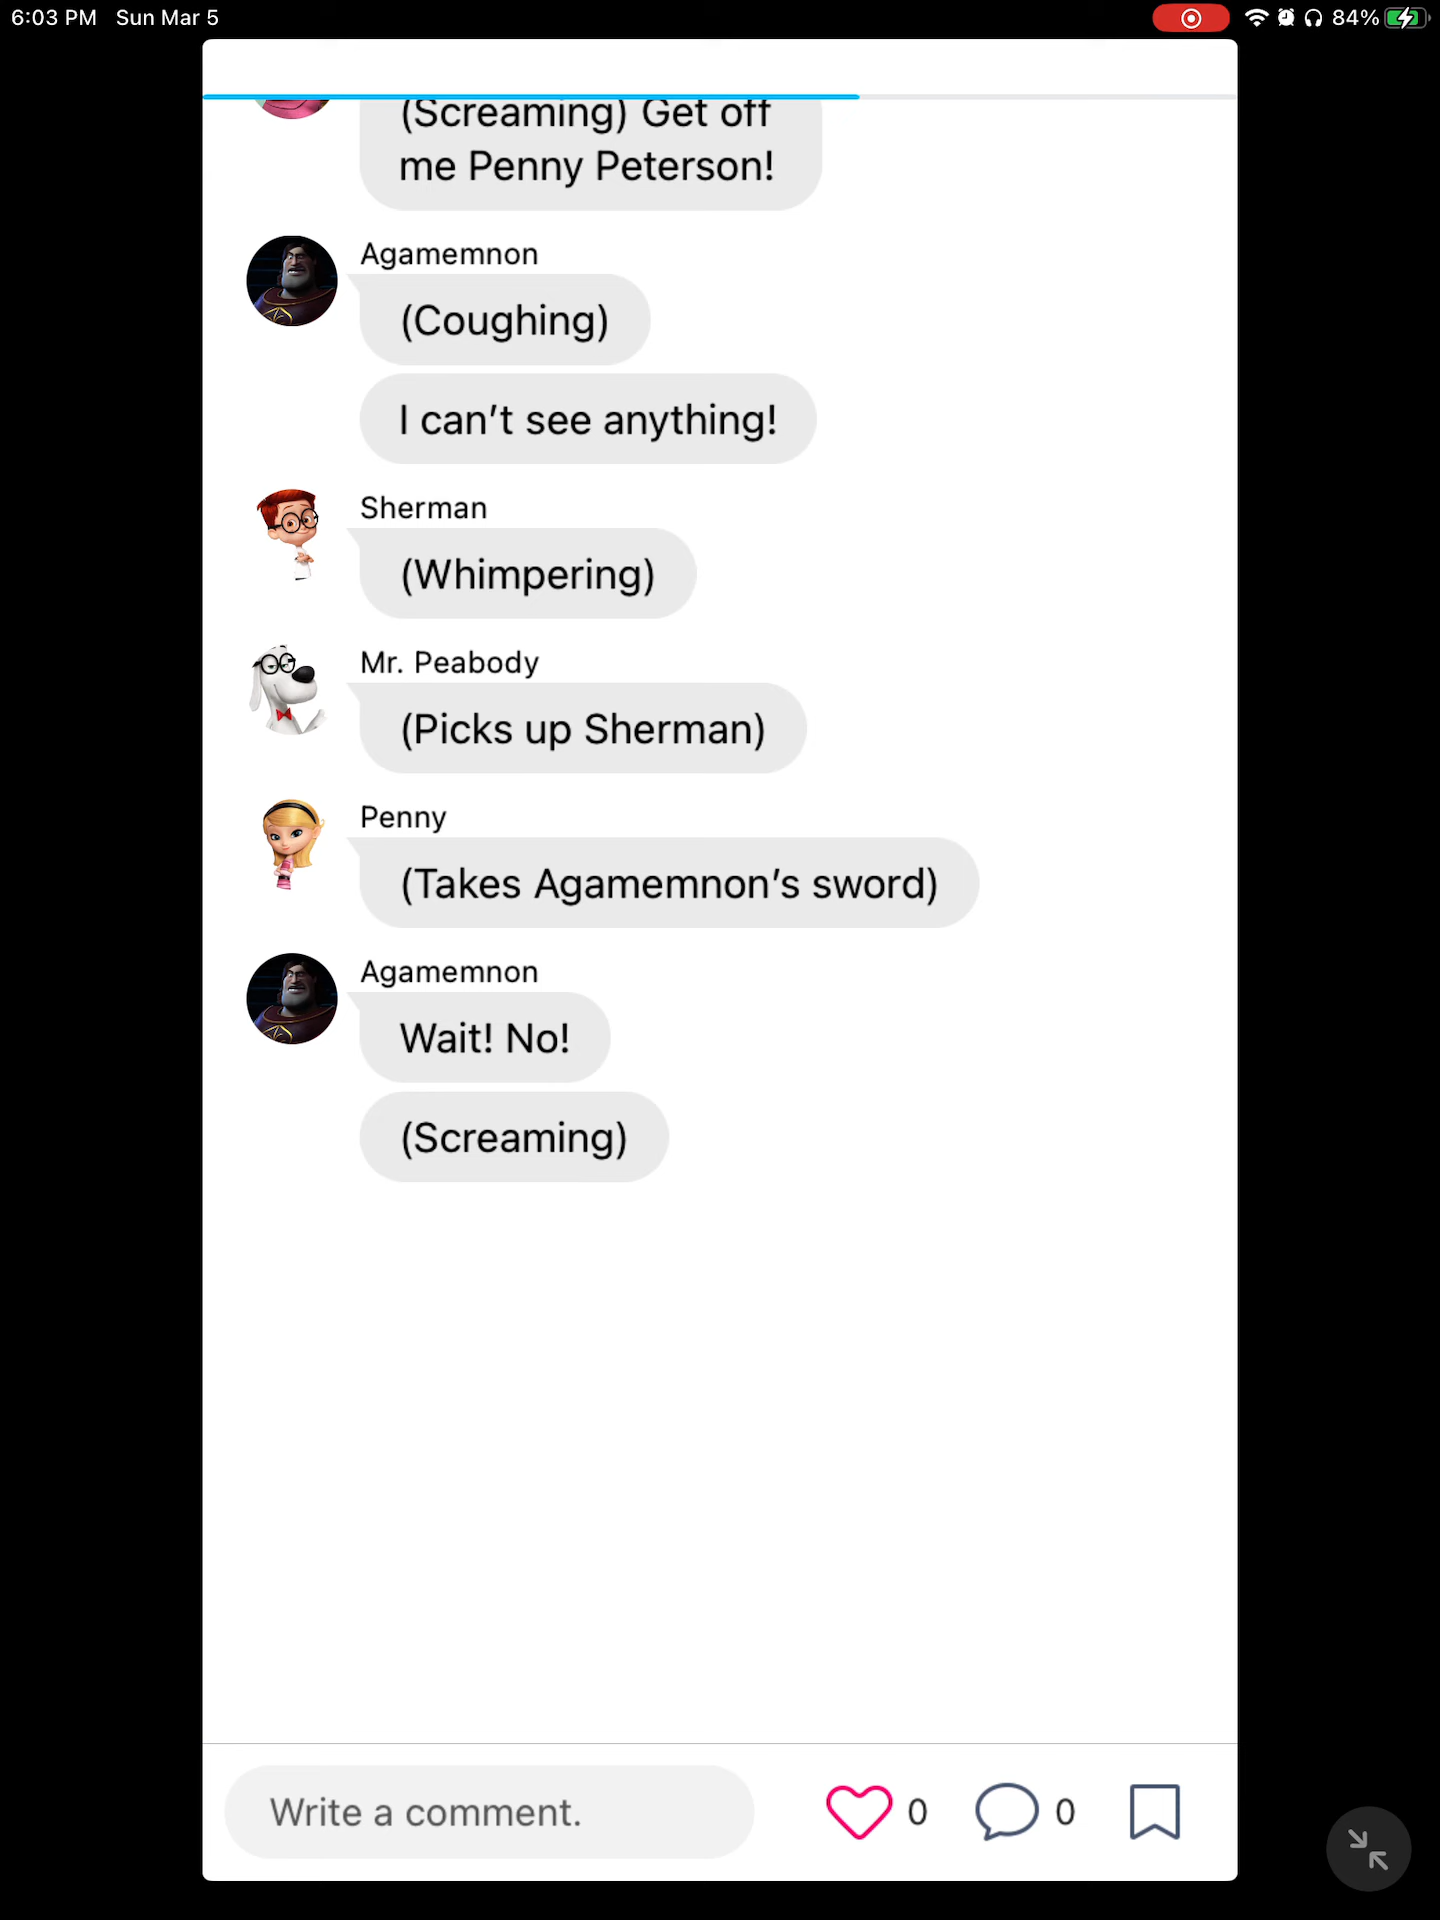 6:03 PM Sun Mar 5
84%
(Screaming) Get off
me Penny Peterson!
Agamemnon
(Coughing)
I can’t see anything!
Sherman
(Whimpering)
Mr. Peabody
(Picks up Sherman)
Penny
(Takes Agamemnon’s sword)
Agamemnon
Wait! No!
(Screaming)
Write a comment.
0
0